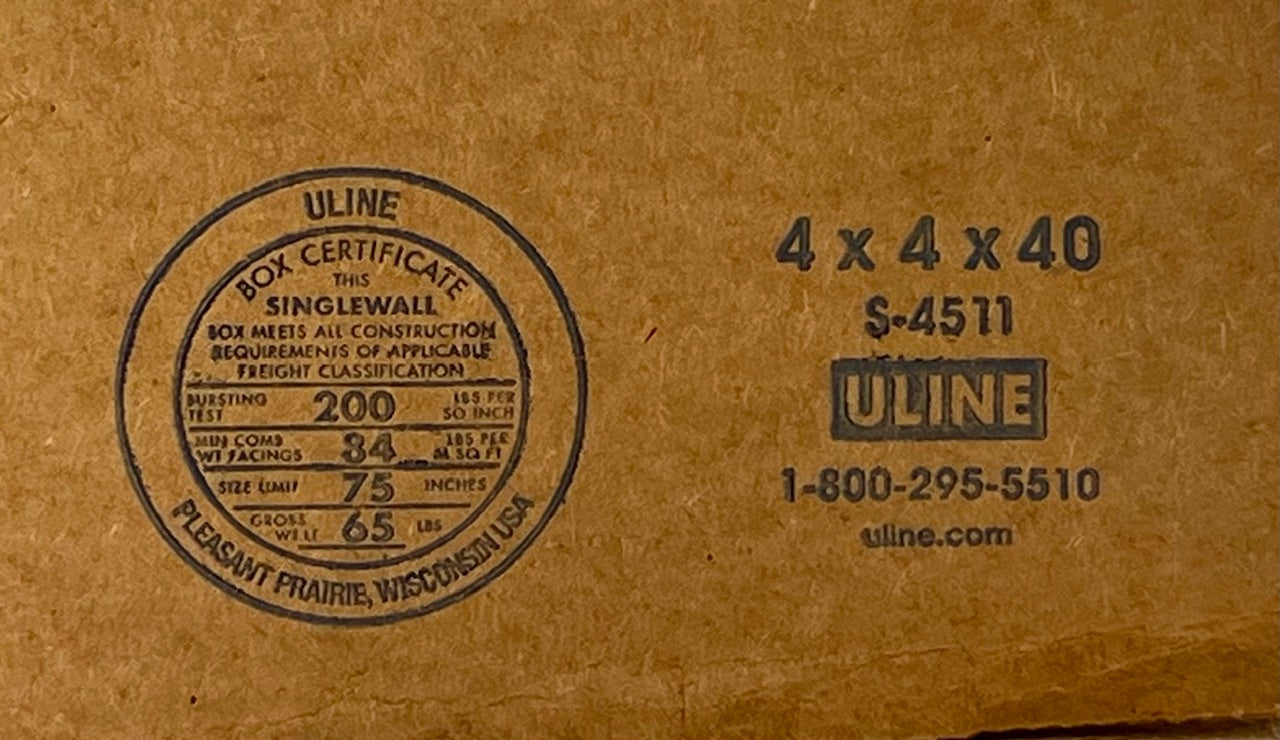 ULINE
BOX CERTIFICATE
THIS
SINGLEWALL
BOX MEETS ALL CONSTRUCTION
REQUIREMENTS OF APPLICABLE
FREIGHT CLASSIFICATION
BURSTING TEST 200 LBS PER SQ INCH
MIN COMB WT FACINGS 84 LBS PER M SQ FT
SIZE LIMIT 75 INCHES
GROSS WT LT 65 LBS
PLEASANT PRAIRIE, WISCONSIN USA
4 x 4 x 40
S-4511
ULINE
1-800-295-5510
uline.com